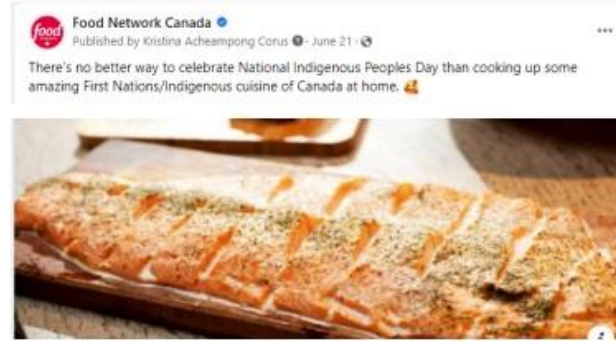 food
Food Network Canada
Published by Kristina Acheampong Corus · June 21 ·
There's no better way to celebrate National Indigenous Peoples Day than cooking up some
amazing First Nations/Indigenous cuisine of Canada at home. 🥰